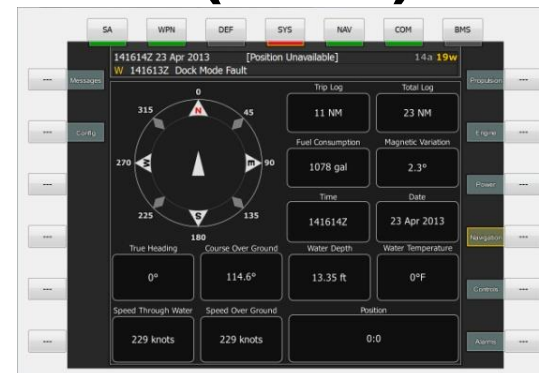 SA WPN DEF SYS NAV COM BMS
141614Z 23 Apr 2013 [Position Unavailable] 14a 19w
W 141613Z Dock Mode Fault
--- Messages Propulsion ---
--- Config Engine ---
--- Power ---
--- Navigation ---
--- Controls ---
--- Alarms ---
0
315 N 45
270 W E 90
225 S 135
180
Trip Log Total Log
11 NM 23 NM
Fuel Consumption Magnetic Variation
1078 gal 2.3°
Time Date
141614Z 23 Apr 2013
True Heading Course Over Ground Water Depth Water Temperature
0° 114.6° 13.35 ft 0°F
Speed Through Water Speed Over Ground Position
229 knots 229 knots 0:0